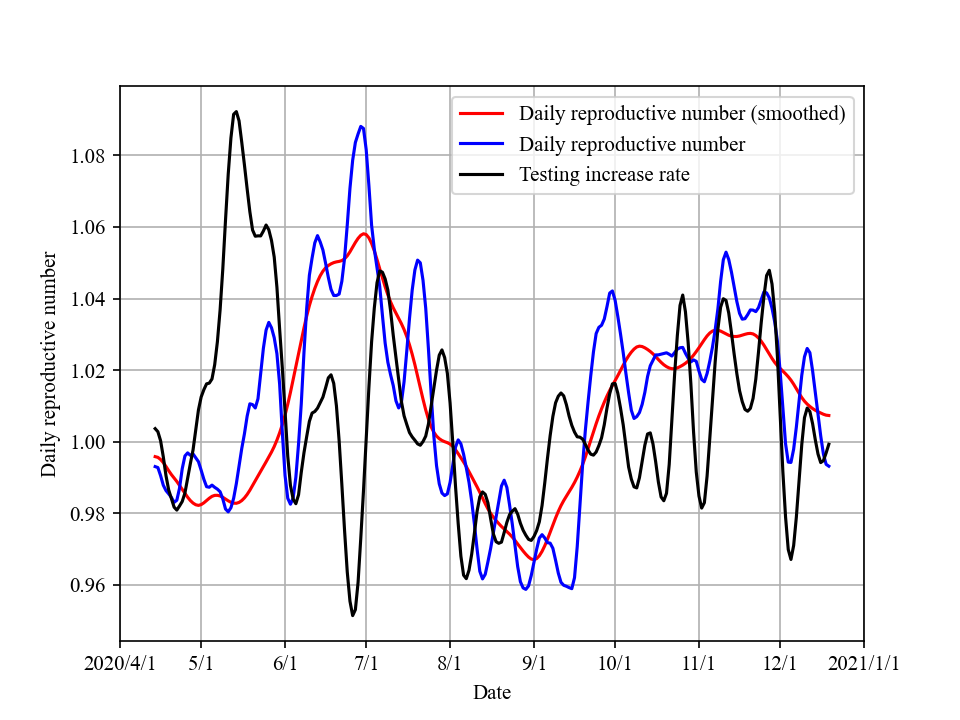 Daily reproductive number (smoothed)
Daily reproductive number
Testing increase rate
Daily reproductive number
1.08
1.06
1.04
1.02
1.00
0.98
0.96
2020/4/1 5/1 6/1 7/1 8/1 9/1 10/1 11/1 12/1 2021/1/1
Date